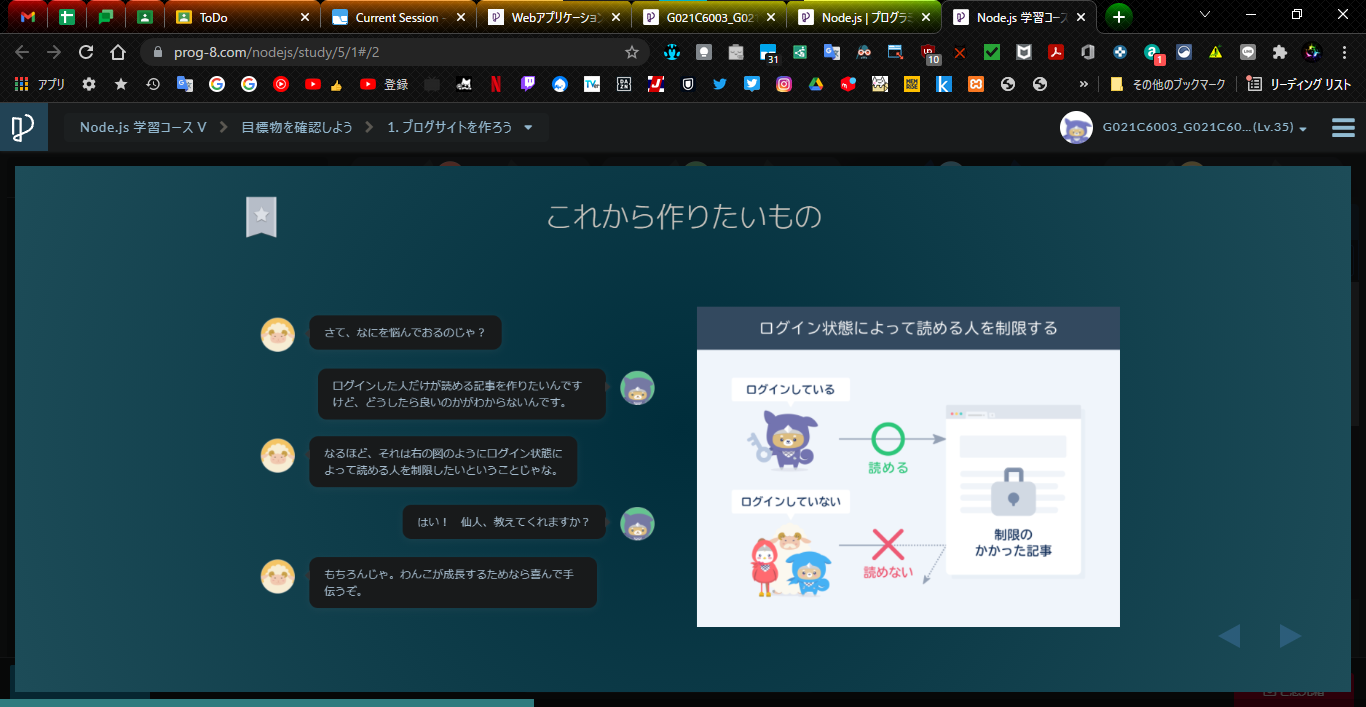 ToDo
Current Session -
Webアプリケーション
G021C6003_G021
Node.js | プログラミ
Node.js 学習コース
prog-8.com/nodejs/study/5/1#/2
31
10
1
アプリ
登録
その他のブックマーク
リーディング リスト
Node.js 学習コース V
目標物を確認しよう
1. ブログサイトを作ろう
G021C6003_G021C60...(Lv.35)
これから作りたいもの
さて、なにを悩んでおるのじゃ？
ログインした人だけが読める記事を作りたいんです
けど、どうしたら良いのかがわからないんです。
なるほど、それは右の図のようにログイン状態に
よって読める人を制限したいということじゃな。
はい！　仙人、教えてくれますか？
もちろんじゃ。わんこが成長するためなら喜んで手
伝うぞ。
ログイン状態によって読める人を制限する
ログインしている
読める
ログインしていない
読めない
制限の
かかった記事